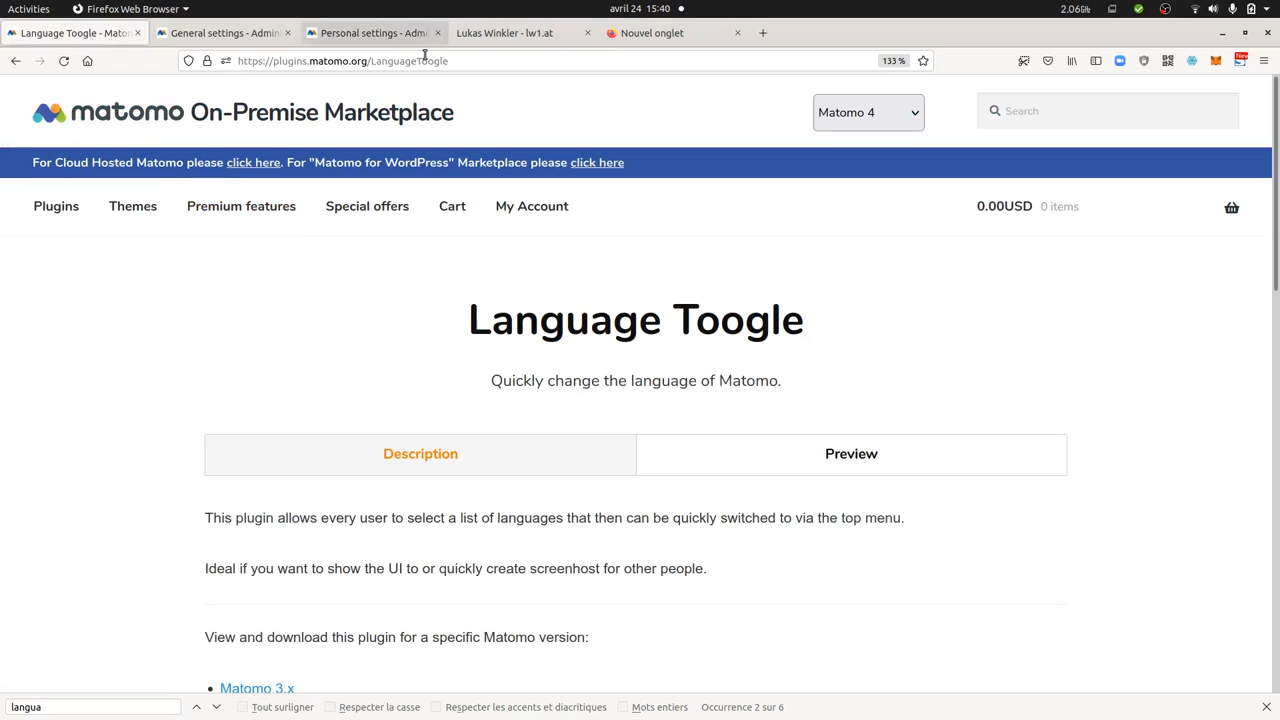 Activities
Firefox Web Browser
avril 24 15:40
2.06GiB
Language Toogle - Matom
General settings - Admini
Personal settings - Admi
Lukas Winkler - lw1.at
Nouvel onglet
https://plugins.matomo.org/LanguageToogle
133 %
New
matomo On-Premise Marketplace
Matomo 4
Search
For Cloud Hosted Matomo please click here. For "Matomo for WordPress" Marketplace please click here
Plugins
Themes
Premium features
Special offers
Cart
My Account
0.00USD 0 items
Language Toogle
Quickly change the language of Matomo.
Description
Preview
This plugin allows every user to select a list of languages that then can be quickly switched to via the top menu.
Ideal if you want to show the UI to or quickly create screenhost for other people.
View and download this plugin for a specific Matomo version:
• Matomo 3.x
langua
Tout surligner
Respecter la casse
Respecter les accents et diacritiques
Mots entiers
Occurrence 2 sur 6